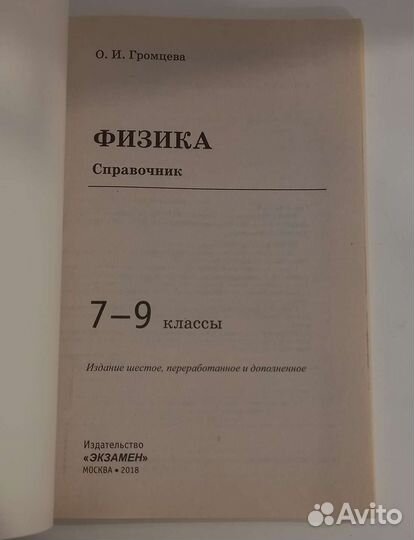 О. И. Громцева
ФИЗИКА
Справочник
7–9 классы
Издание шестое, переработанное и дополненное
Издательство
«ЭКЗАМЕН»
МОСКВА • 2018
Avito